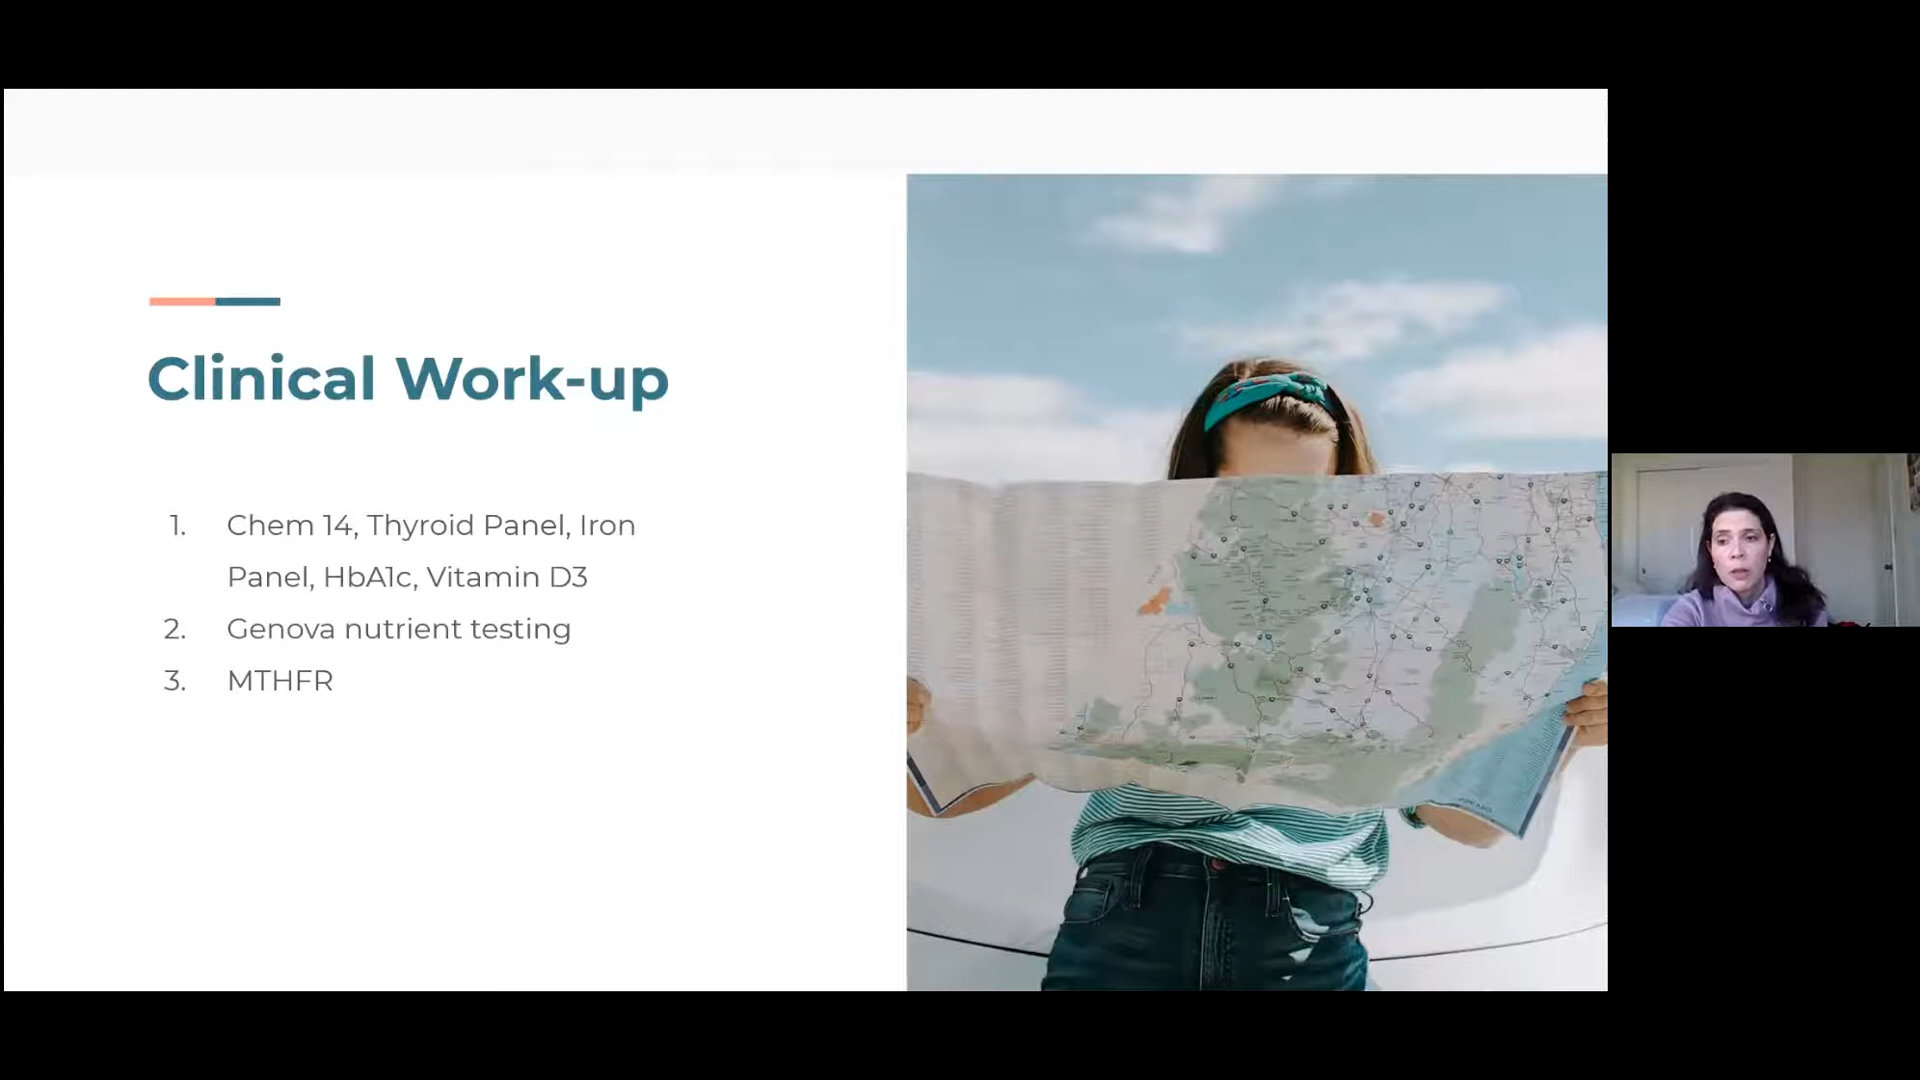 Clinical Work-up
1. Chem 14, Thyroid Panel, Iron
Panel, HbA1c, Vitamin D3
2. Genova nutrient testing
3. MTHFR